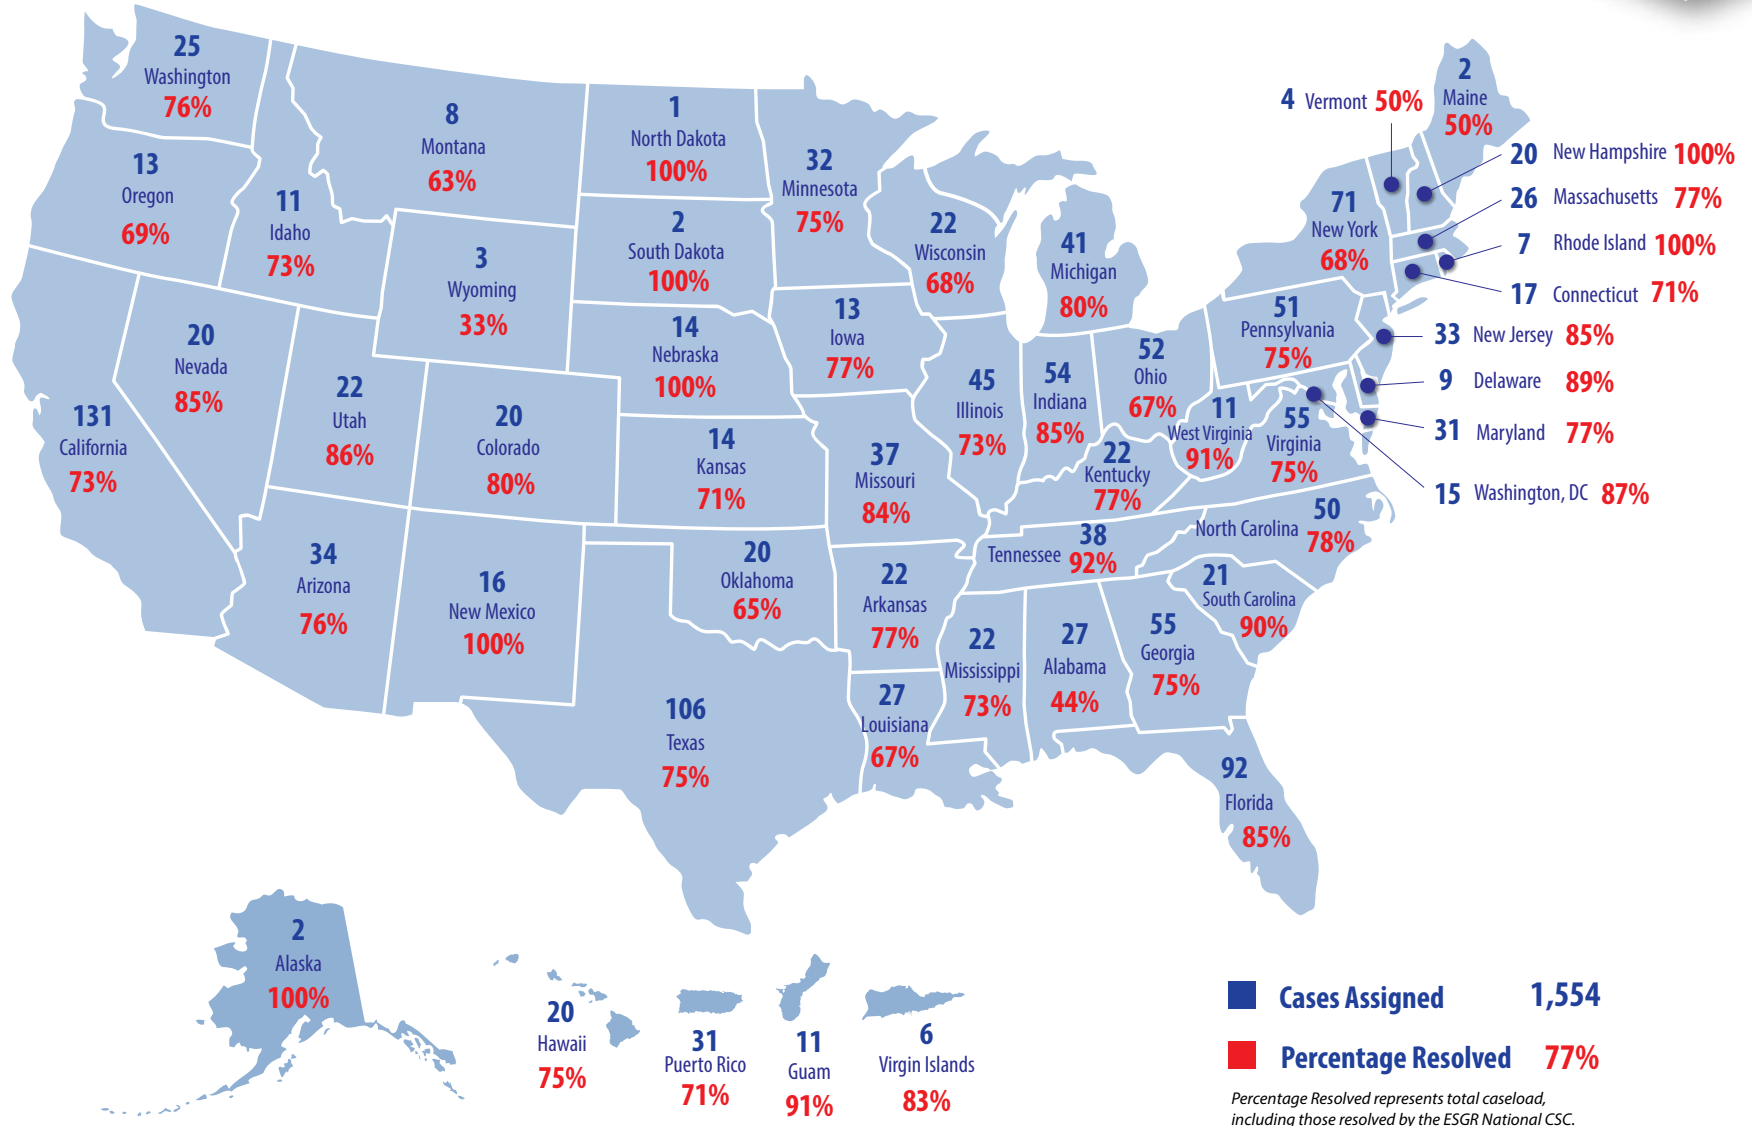 25
Washington
76%
13
Oregon
69%
11
Idaho
73%
8
Montana
63%
3
Wyoming
33%
1
North Dakota
100%
2
South Dakota
100%
14
Nebraska
100%
32
Minnesota
75%
22
Wisconsin
68%
41
Michigan
80%
13
Iowa
77%
131
California
73%
20
Nevada
85%
22
Utah
86%
20
Colorado
80%
14
Kansas
71%
37
Missouri
84%
45
Illinois
73%
54
Indiana
85%
52
Ohio
67%
11
West Virginia
91%
55
Virginia
75%
22
Kentucky
77%
51
Pennsylvania
75%
71
New York
68%
4 Vermont 50%
2
Maine
50%
20 New Hampshire 100%
26 Massachusetts 77%
7 Rhode Island 100%
17 Connecticut 71%
33 New Jersey 85%
9 Delaware 89%
31 Maryland 77%
15 Washington, DC 87%
34
Arizona
76%
16
New Mexico
100%
20
Oklahoma
65%
22
Arkansas
77%
38
Tennessee 92%
50
North Carolina 78%
21
South Carolina
90%
106
Texas
75%
27
Louisiana
67%
22
Mississippi
73%
27
Alabama
44%
55
Georgia
75%
92
Florida
85%
2
Alaska
100%
20
Hawaii
75%
31
Puerto Rico
71%
11
Guam
91%
6
Virgin Islands
83%
Cases Assigned 1,554
Percentage Resolved 77%
Percentage Resolved represents total caseload,
including those resolved by the ESGR National CSC.